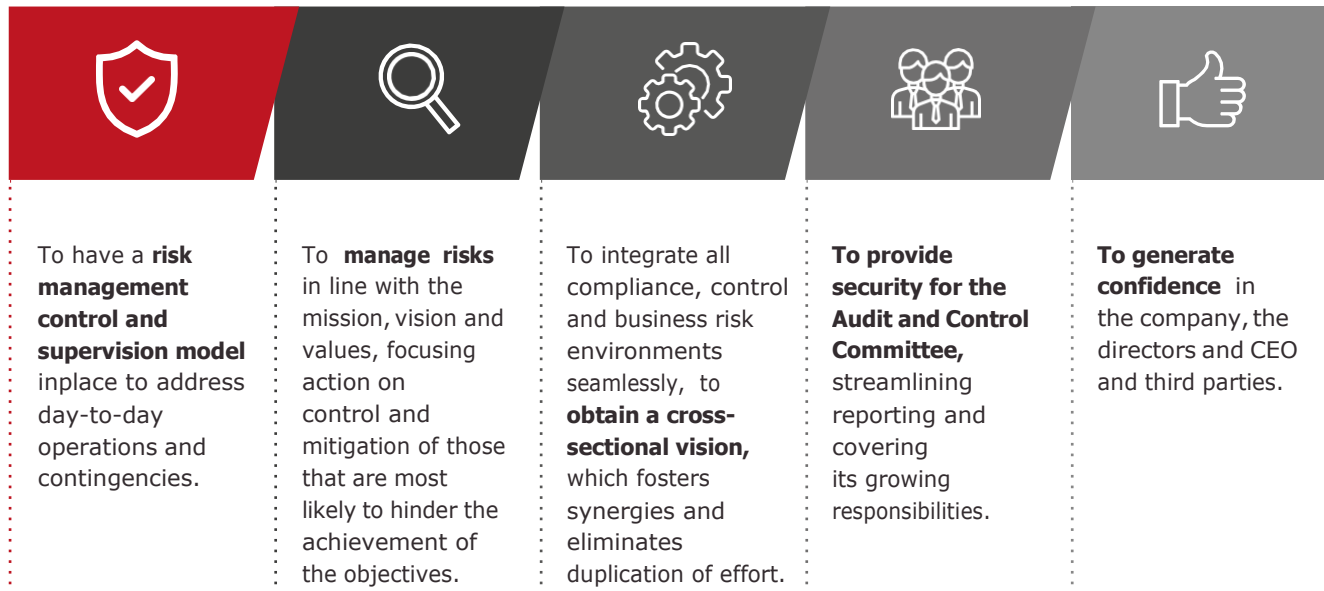 To have a risk
management
control and
supervision model
inplace to address
day-to-day
operations and
contingencies.
To manage risks
in line with the
mission, vision and
values, focusing
action on
control and
mitigation of those
that are most
likely to hinder the
achievement of
the objectives.
To integrate all
compliance, control
and business risk
environments
seamlessly, to
obtain a cross-
sectional vision,
which fosters
synergies and
eliminates
duplication of effort.
To provide
security for the
Audit and Control
Committee,
streamlining
reporting and
covering
its growing
responsibilities.
To generate
confidence in
the company, the
directors and CEO
and third parties.